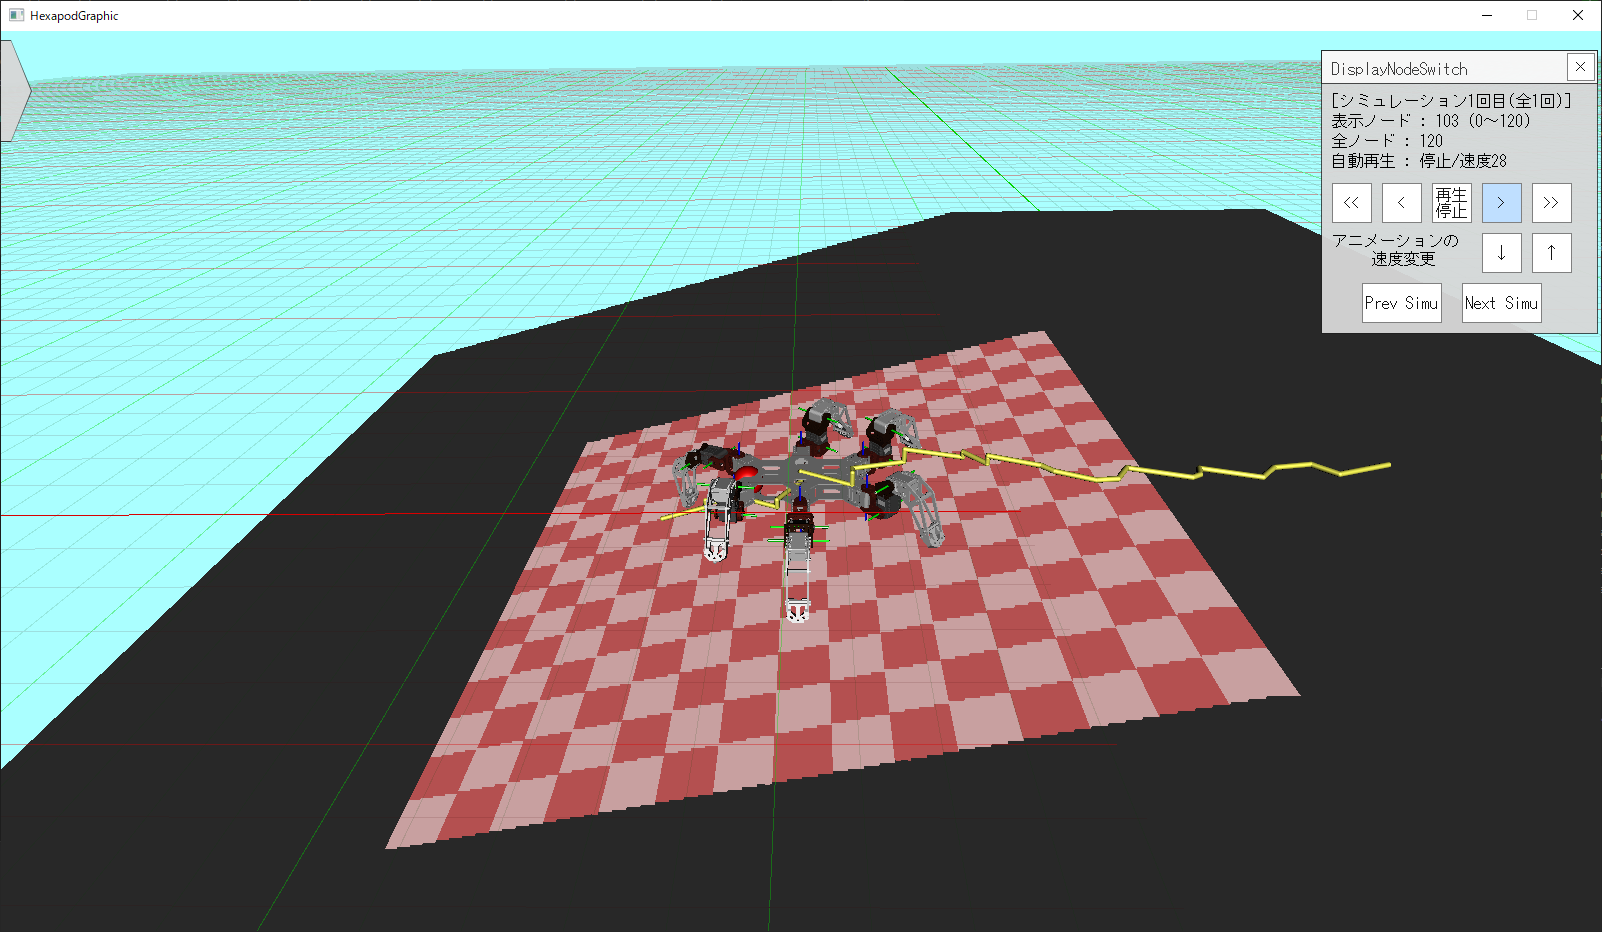 HexapodGraphic
DisplayNodeSwitch
[シミュレーション1回目(全1回)]
表示ノード : 103 (0～120)
全ノード : 120
自動再生 : 停止/速度28
<<
<
再生
停止
>
>>
アニメーションの
速度変更
↓
↑
Prev Simu
Next Simu